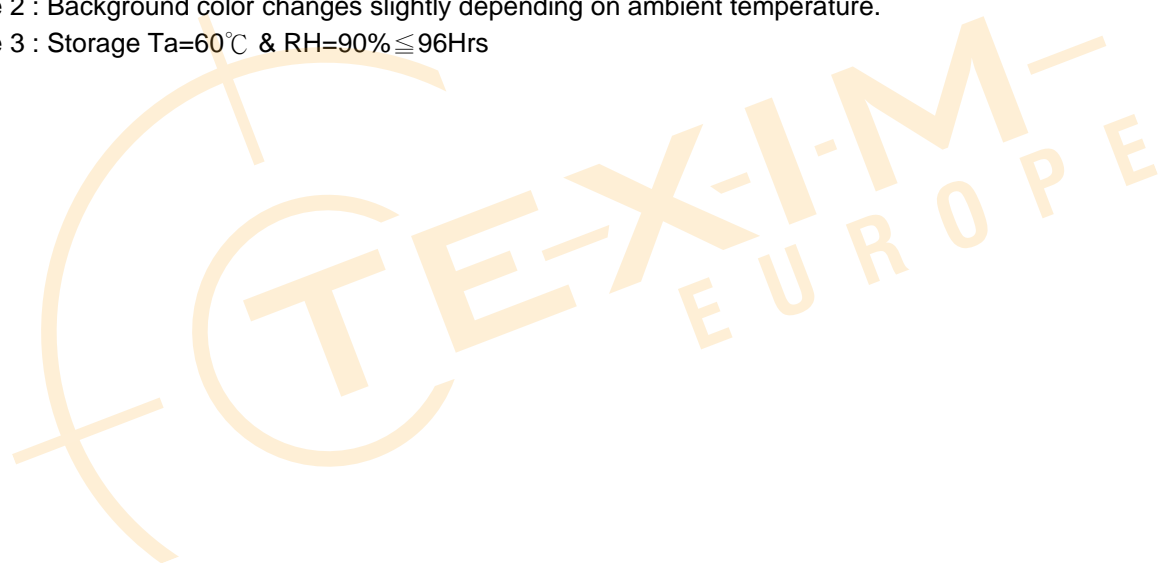 e 2 : Background color changes slightly depending on ambient temperature.
e 3 : Storage Ta=60℃ & RH=90%≦96Hrs
TEXIM
EUROPE